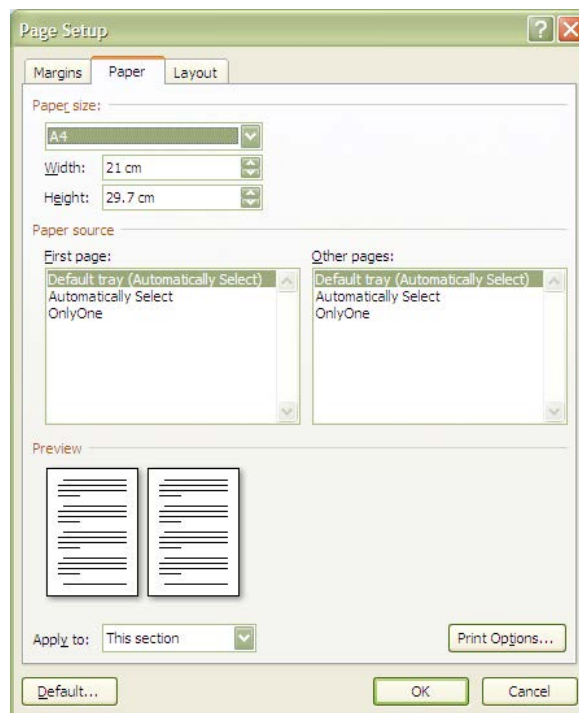 Page Setup
Margins Paper Layout
Paper size:
A4
Width: 21 cm
Height: 29.7 cm
Paper source
First page: Other pages:
Default tray (Automatically Select) Default tray (Automatically Select)
Automatically Select Automatically Select
OnlyOne OnlyOne
Preview
Apply to: This section Print Options...
Default... OK Cancel